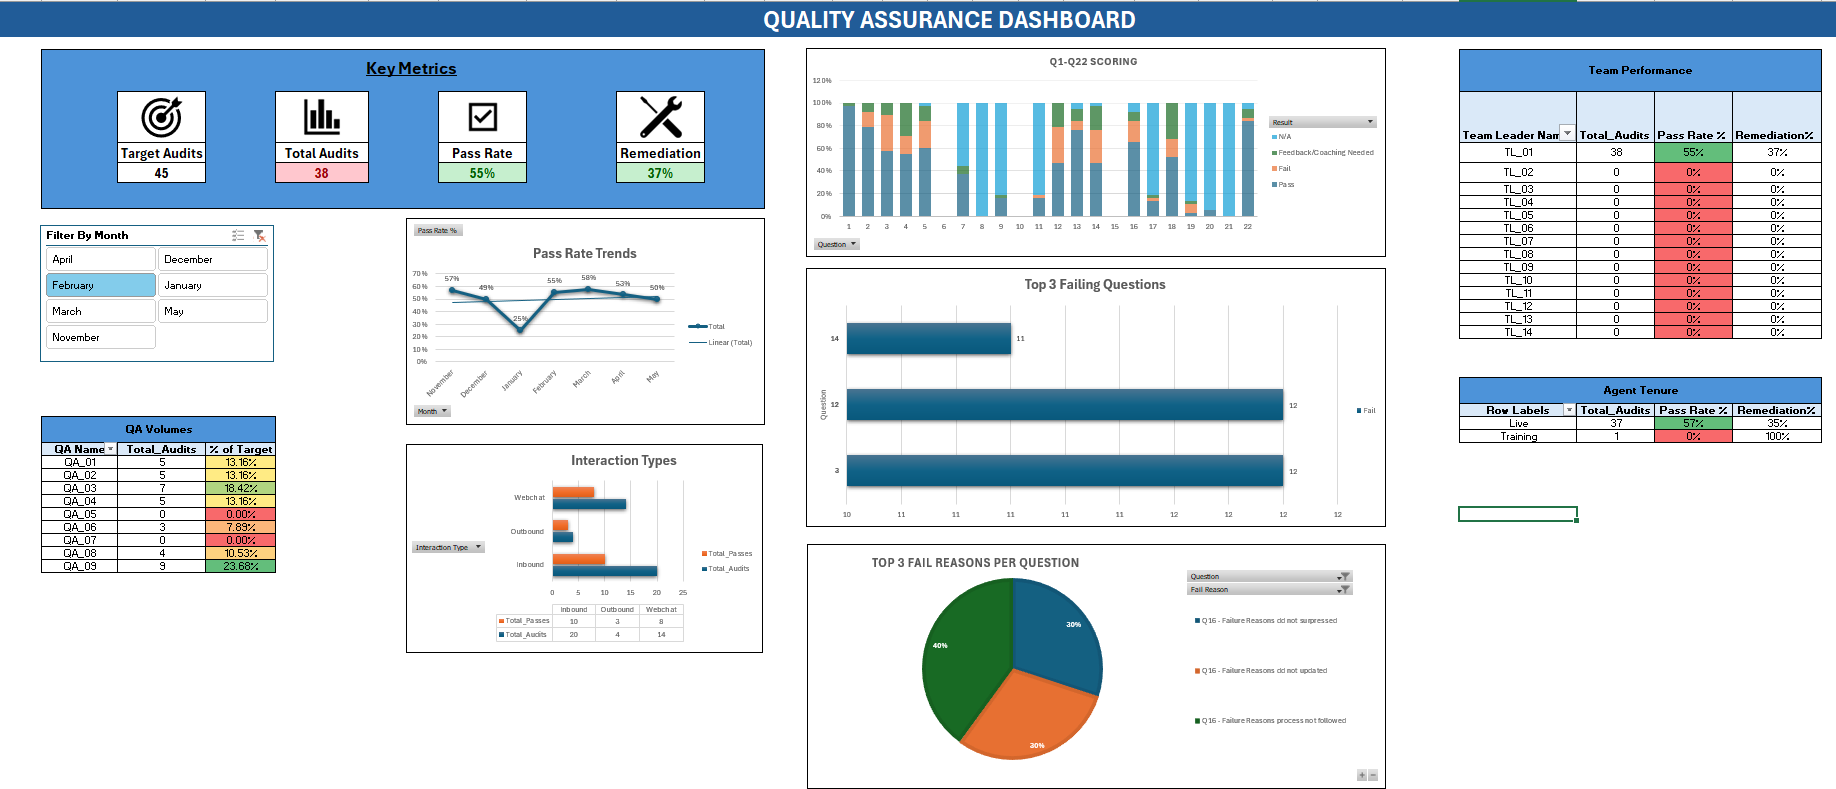 QUALITY ASSURANCE DASHBOARD
Key Metrics
Target Audits
45
Total Audits
38
Pass Rate
55%
Remediation
37%
Filter By Month
April
December
February
January
March
May
November
QA Volumes
QA Name Total_Audits % of Target
QA_01 5 13.16%
QA_02 5 13.16%
QA_03 7 18.42%
QA_04 5 13.16%
QA_05 0 0.00%
QA_06 3 7.89%
QA_07 0 0.00%
QA_08 4 10.53%
QA_09 9 23.68%
Pass Rate %
Pass Rate Trends
70%
60%
50%
40%
30%
20%
10%
0%
57%
49%
25%
55%
58%
53%
50%
November
December
January
February
March
April
May
Total
Linear (Total)
Month
Interaction Types
Webchat
Outbound
Inbound
Interaction Type
0 5 10 15 20 25
Total_Passes
Total_Audits
Inbound Outbound Webchat
Total_Passes 10 3 8
Total_Audits 20 4 14
Q1-Q22 SCORING
120%
100%
80%
60%
40%
20%
0%
1 2 3 4 5 6 7 8 9 10 11 12 13 14 15 16 17 18 19 20 21 22
Question
Result
N/A
Feedback/Coaching Needed
Fail
Pass
Top 3 Failing Questions
Question
14 11
12 12
3 12
10 11 11 11 11 12 12 12 12 12
Fail
TOP 3 FAIL REASONS PER QUESTION
30%
40%
30%
Question
Fail Reason
Q16 - Failure Reasons did not surpressed
Q16 - Failure Reasons did not updated
Q16 - Failure Reasons process not followed
Team Performance
Team Leader Nam Total_Audits Pass Rate % Remediation%
TL_01 38 55% 37%
TL_02 0 0% 0%
TL_03 0 0% 0%
TL_04 0 0% 0%
TL_05 0 0% 0%
TL_06 0 0% 0%
TL_07 0 0% 0%
TL_08 0 0% 0%
TL_09 0 0% 0%
TL_10 0 0% 0%
TL_11 0 0% 0%
TL_12 0 0% 0%
TL_13 0 0% 0%
TL_14 0 0% 0%
Agent Tenure
Row Labels Total_Audits Pass Rate % Remediation%
Live 37 57% 35%
Training 1 0% 100%